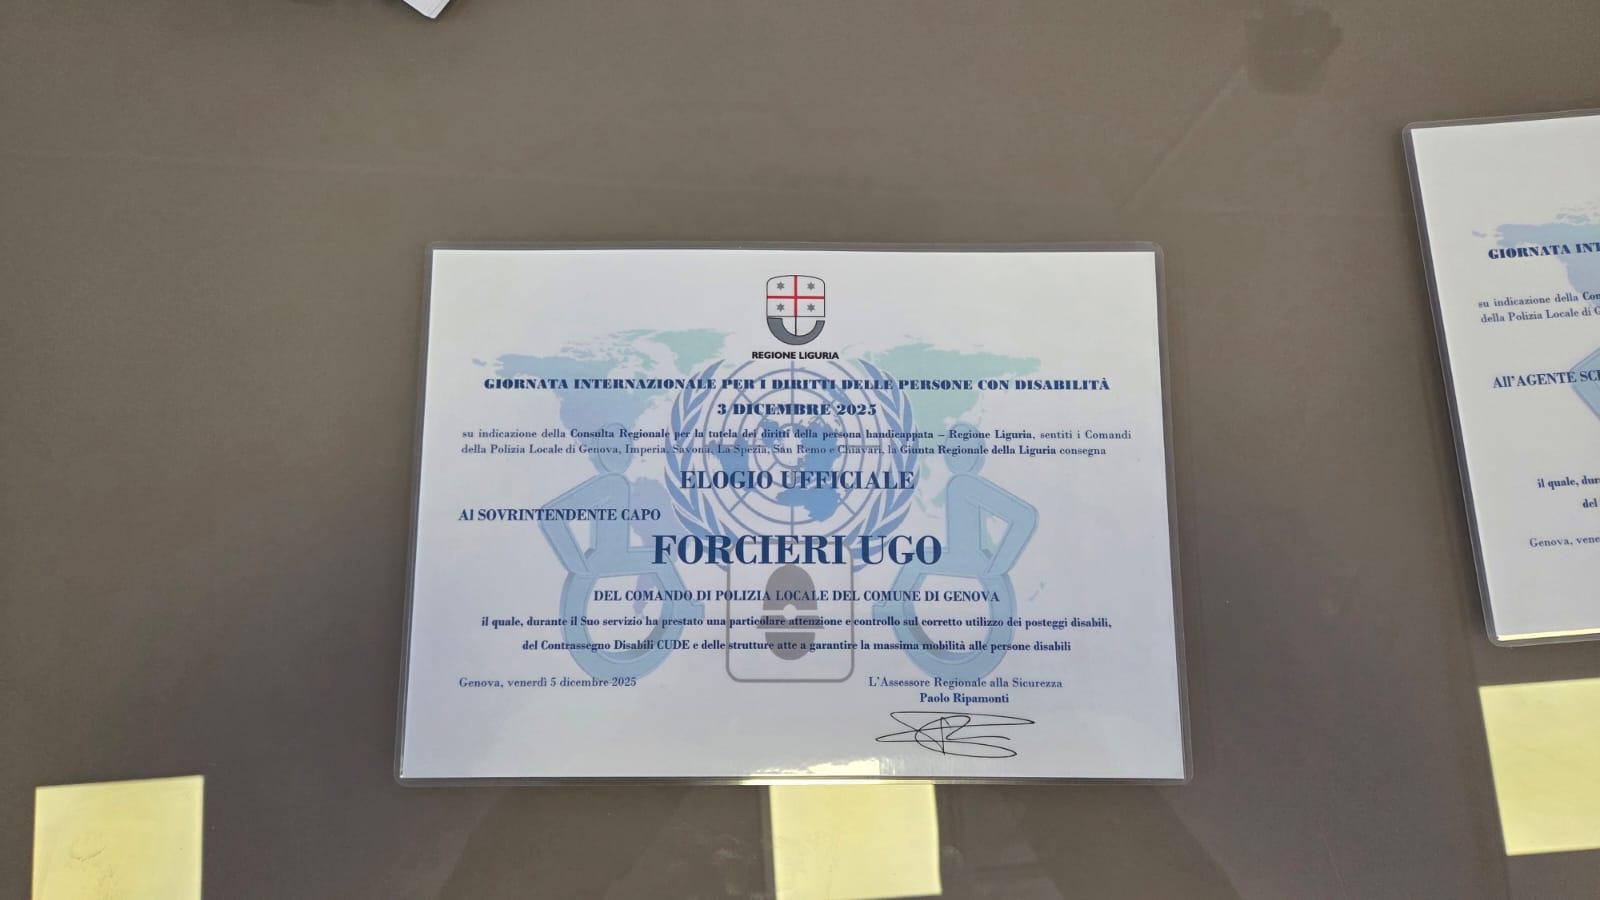 REGIONE LIGURIA
GIORNATA INTERNAZIONALE PER I DIRITTI DELLE PERSONE CON DISABILITÀ
3 DICEMBRE 2025
su indicazione della Consulta Regionale per la tutela dei diritti della persona handicappata – Regione Liguria, sentiti i Comandi
della Polizia Locale di Genova, Imperia, Savona, La Spezia, San Remo e Chiavari, la Giunta Regionale della Liguria consegna
ELOGIO UFFICIALE
Al SOVRINTENDENTE CAPO
FORCIERI UGO
DEL COMANDO DI POLIZIA LOCALE DEL COMUNE DI GENOVA
il quale, durante il Suo servizio ha prestato una particolare attenzione e controllo sul corretto utilizzo dei posteggi disabili,
del Contrassegno Disabili CUDE e delle strutture atte a garantire la massima mobilità alle persone disabili
Genova, venerdì 5 dicembre 2025
L'Assessore Regionale alla Sicurezza
Paolo Ripamonti
GIORNATA
su indicazione della
della Polizia Locale di
All'AGENTE
il quale,
del
Genova,